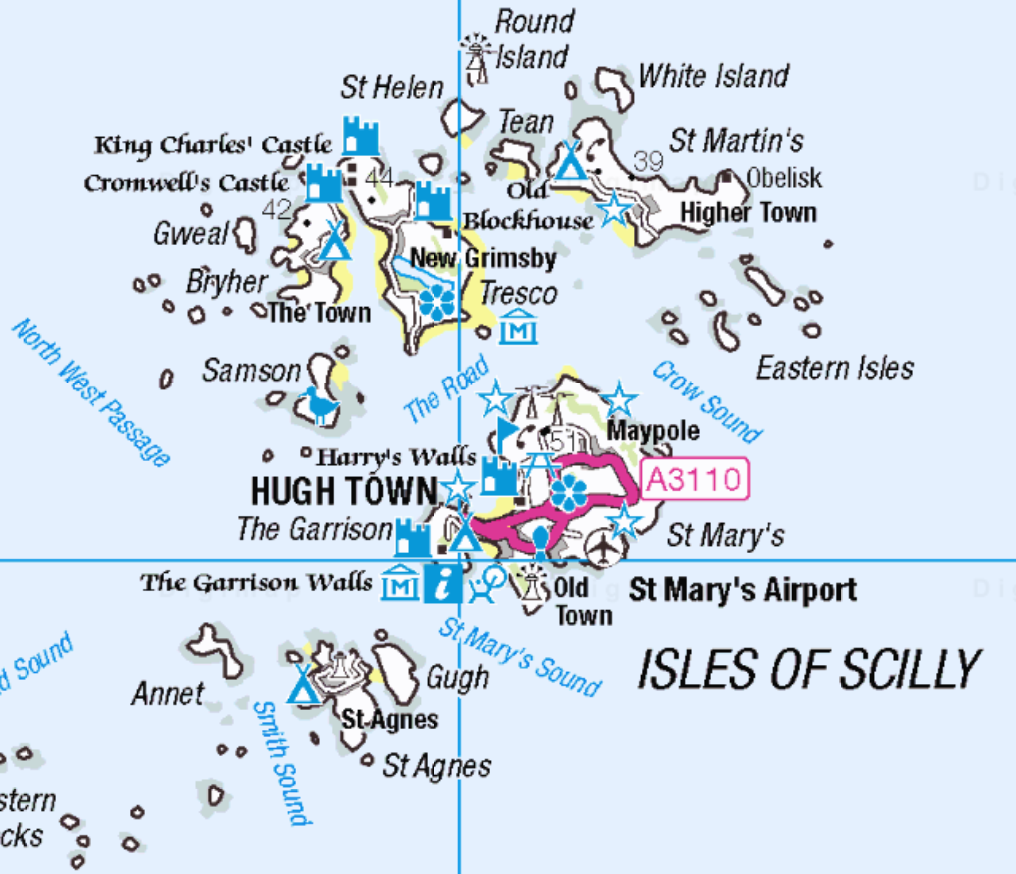 Round
Island
White Island
St Helen
Tean
St Martin's
King Charles' Castle
39
Obelisk
Cromwell's Castle
44
Old
Blockhouse
Higher Town
42
Gweal
New Grimsby
Bryher
Tresco
The Town
M
North West Passage
Samson
The Road
Crow Sound
Eastern Isles
Maypole
51
Harry's Walls
A3110
HUGH TOWN
The Garrison
St Mary's
The Garrison Walls
M
i
Old
Town
St Mary's Airport
St Mary's Sound
ISLES OF SCILLY
d Sound
Annet
Gugh
Smith Sound
St Agnes
St Agnes
stern
cks